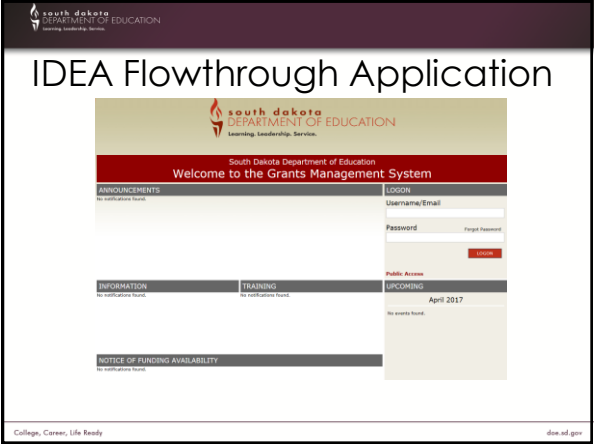 south dakota
DEPARTMENT OF EDUCATION
Learning. Leadership. Service.
IDEA Flowthrough Application
south dakota
DEPARTMENT OF EDUCATION
Learning. Leadership. Service.
South Dakota Department of Education
Welcome to the Grants Management System
ANNOUNCEMENTS
No notifications found.
LOGON
Username/Email
Password Forgot Password
LOGON
Public Access
INFORMATION
No notifications found.
TRAINING
No notifications found.
UPCOMING
April 2017
No events found.
NOTICE OF FUNDING AVAILABILITY
No notifications found.
College, Career, Life Ready
doe.sd.gov